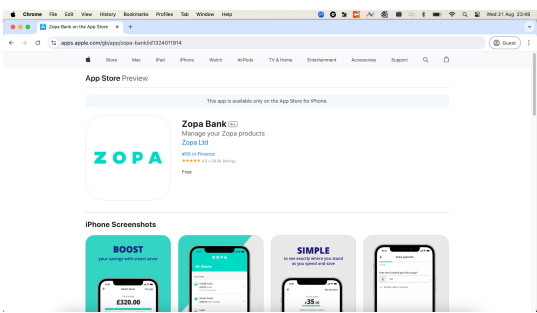 Chrome File Edit View History Bookmarks Profiles Tab Window Help Wed 21 Aug 23:49
Zopa Bank on the App Store
apps.apple.com/gb/app/zopa-bank/id1324011914 Guest
Store Mac iPad iPhone Watch AirPods TV & Home Entertainment Accessories Support
App Store Preview
This app is available only on the App Store for iPhone.
ZOPA
Zopa Bank 4+
Manage your Zopa products
Zopa Ltd
#55 in Finance
Free
iPhone Screenshots
BOOST
your savings with smart saver
£320.00
ZOPA
SIMPLE
to see exactly where you stand
as you spend and save
£35.00